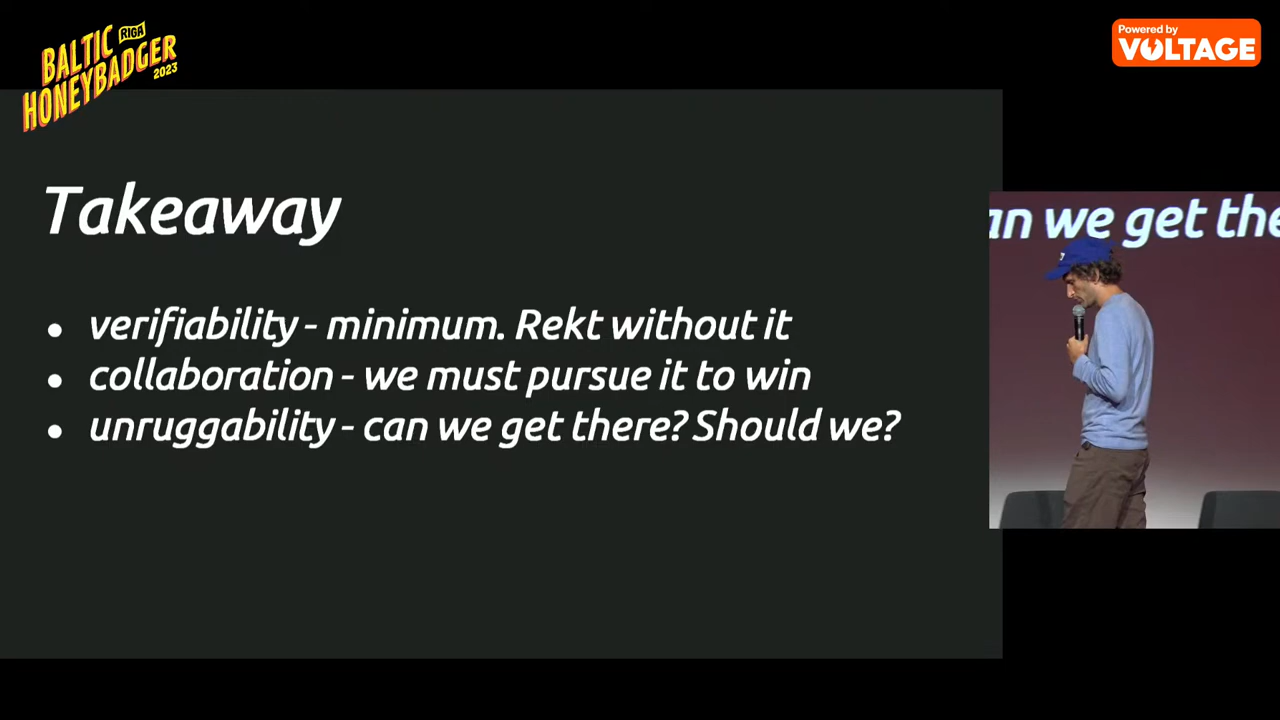 BALTIC
RIGA
HONEYBADGER
2023
Powered by
VOLTAGE
Takeaway
● verifiability - minimum. Rekt without it
● collaboration - we must pursue it to win
● unruggability - can we get there? Should we?
an we get the